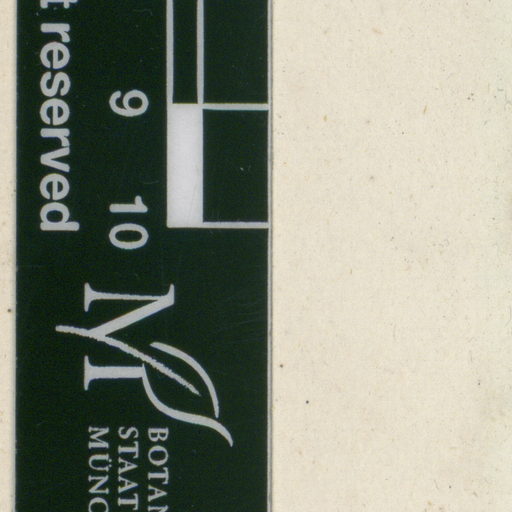 t reserved
9 10
M
BOTAN
STAAT
MÜNC